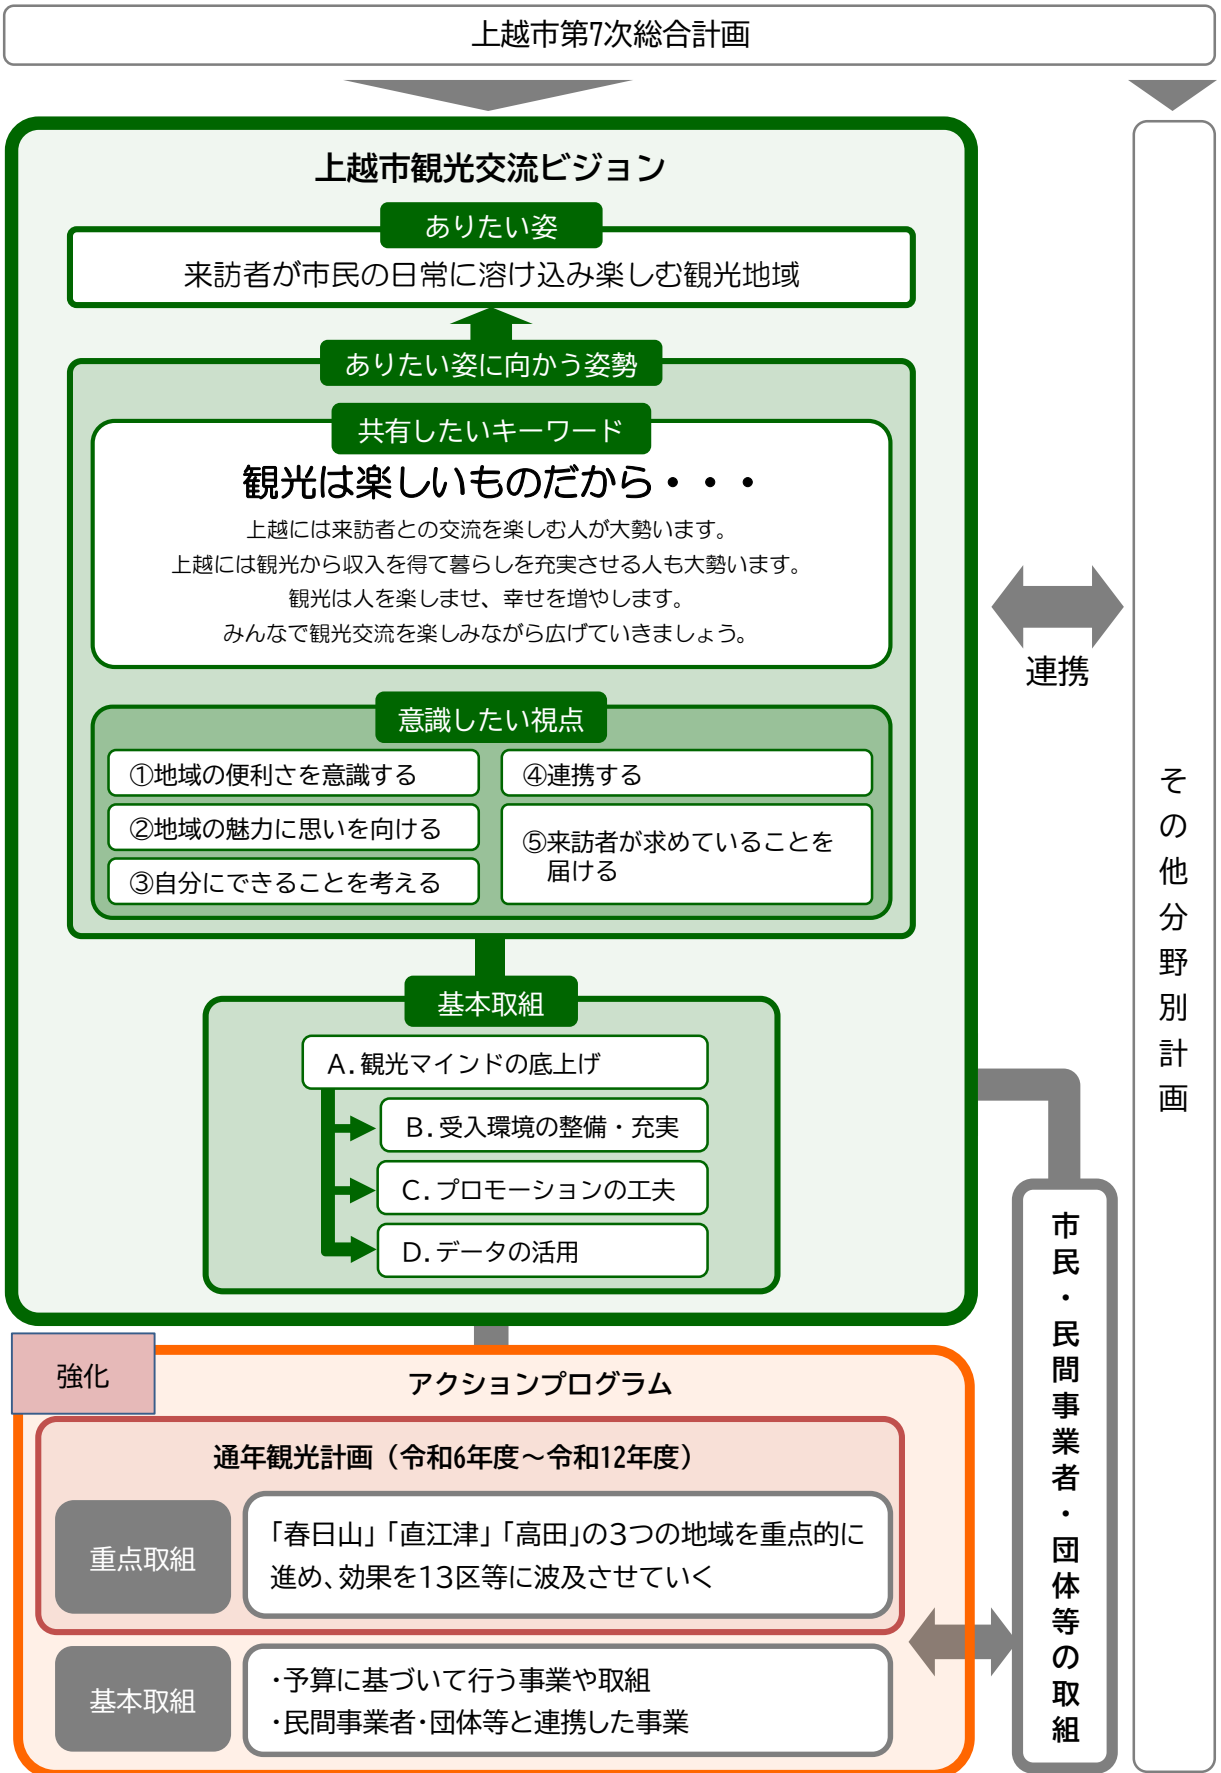 上越市第7次総合計画
上越市観光交流ビジョン
ありたい姿
来訪者が市民の日常に溶け込み楽しむ観光地域
ありたい姿に向かう姿勢
共有したいキーワード
観光は楽しいものだから・・・
上越には来訪者との交流を楽しむ人が大勢います。
上越には観光から収入を得て暮らしを充実させる人も大勢います。
観光は人を楽しませ、幸せを増やします。
みんなで観光交流を楽しみながら広げていきましょう。
意識したい視点
①地域の便利さを意識する
②地域の魅力に思いを向ける
③自分にできることを考える
④連携する
⑤来訪者が求めていることを
届ける
基本取組
A.観光マインドの底上げ
B.受入環境の整備・充実
C.プロモーションの工夫
D.データの活用
連携
その他分野別計画
市民・民間事業者・団体等の取組
強化
アクションプログラム
通年観光計画（令和6年度～令和12年度）
重点取組
「春日山」「直江津」「高田」の3つの地域を重点的に
進め、効果を13区等に波及させていく
基本取組
・予算に基づいて行う事業や取組
・民間事業者・団体等と連携した事業